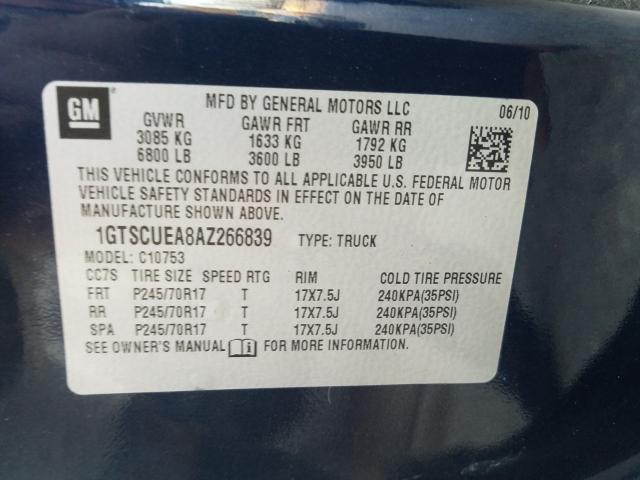 GM
MFD BY GENERAL MOTORS LLC
06/10
GVWR GAWR FRT GAWR RR
3085 KG 1633 KG 1792 KG
6800 LB 3600 LB 3950 LB
THIS VEHICLE CONFORMS TO ALL APPLICABLE U.S. FEDERAL MOTOR
VEHICLE SAFETY STANDARDS IN EFFECT ON THE DATE OF
MANUFACTURE SHOWN ABOVE.
1GTSCUEA8AZ266839 TYPE: TRUCK
MODEL: C10753
CC7S TIRE SIZE SPEED RTG RIM COLD TIRE PRESSURE
FRT P245/70R17 T 17X7.5J 240KPA(35PSI)
RR P245/70R17 T 17X7.5J 240KPA(35PSI)
SPA P245/70R17 T 17X7.5J 240KPA(35PSI)
SEE OWNER'S MANUAL i FOR MORE INFORMATION.